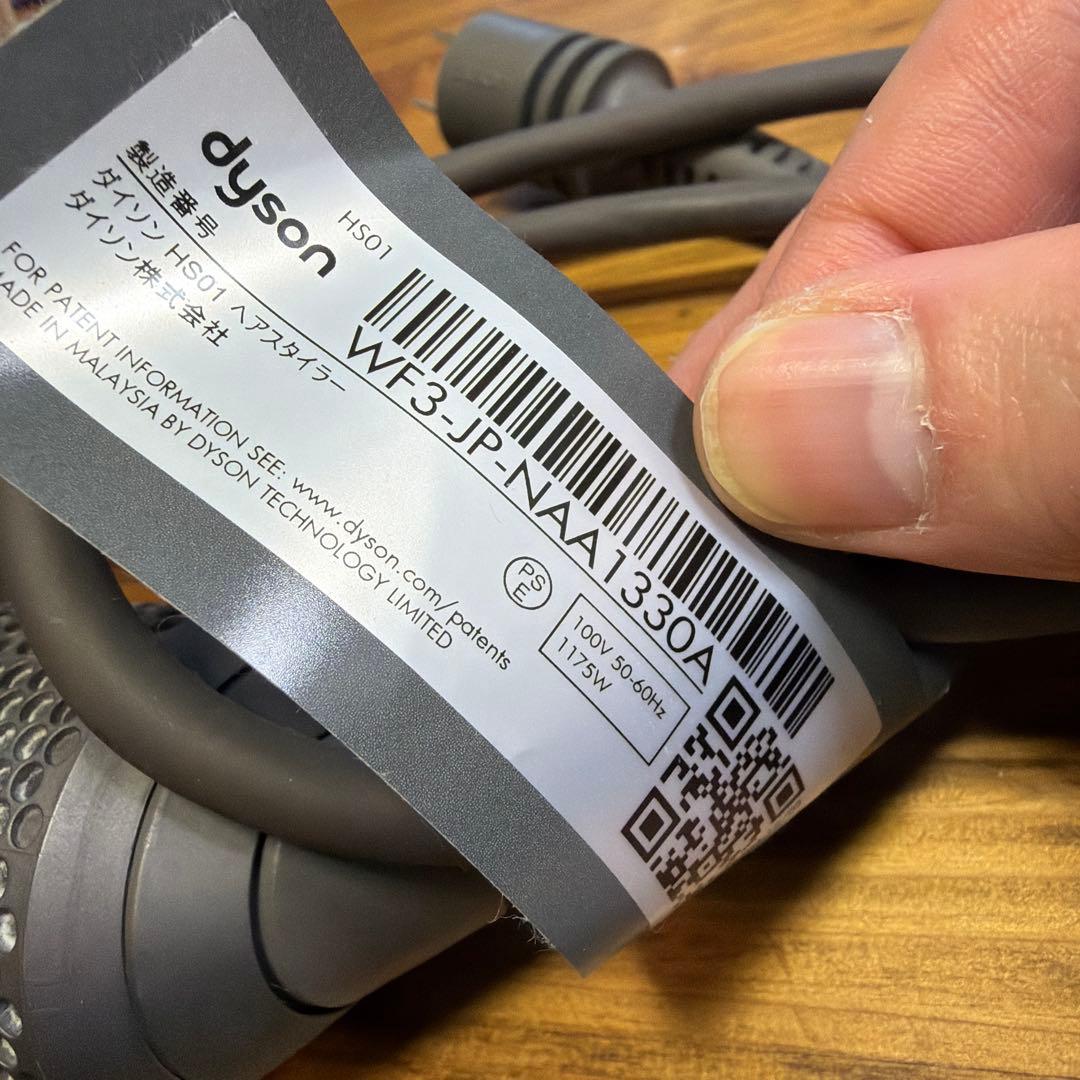 dyson
HS01
製造番号
WF3-JP-NAA1330A
ダイソン HS01 ヘアスタイラー
ダイソン株式会社
PS
E
100V 50-60Hz
1175W
FOR PATENT INFORMATION SEE: www.dyson.com/patents
MADE IN MALAYSIA BY DYSON TECHNOLOGY LIMITED